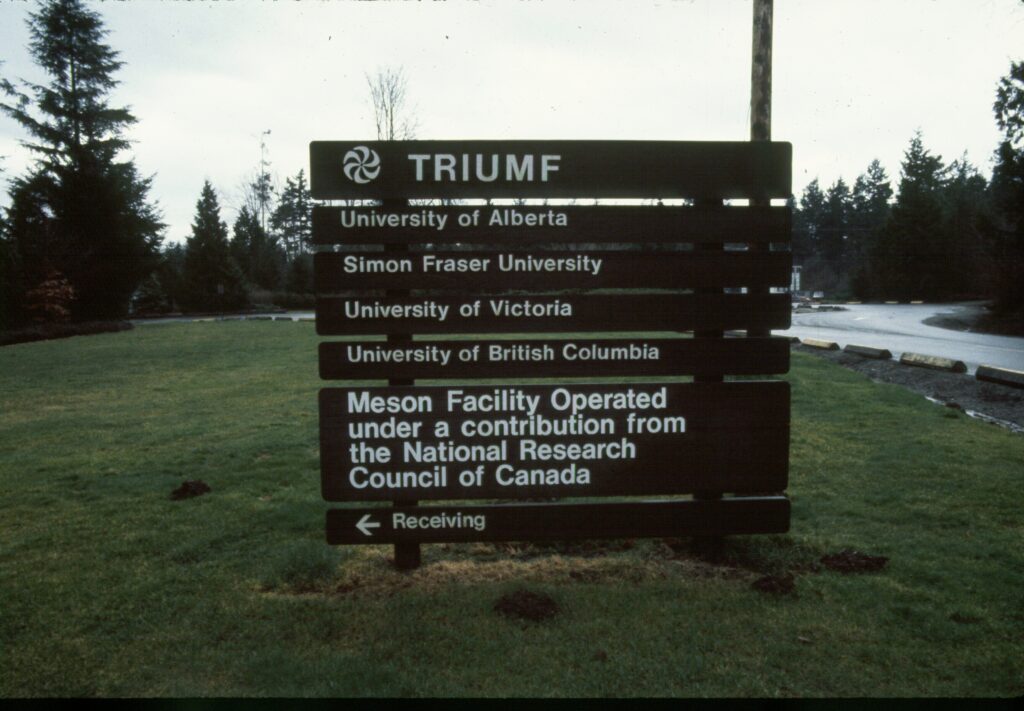 TRIUMF
University of Alberta
Simon Fraser University
University of Victoria
University of British Columbia
Meson Facility Operated
under a contribution from
the National Research
Council of Canada
← Receiving